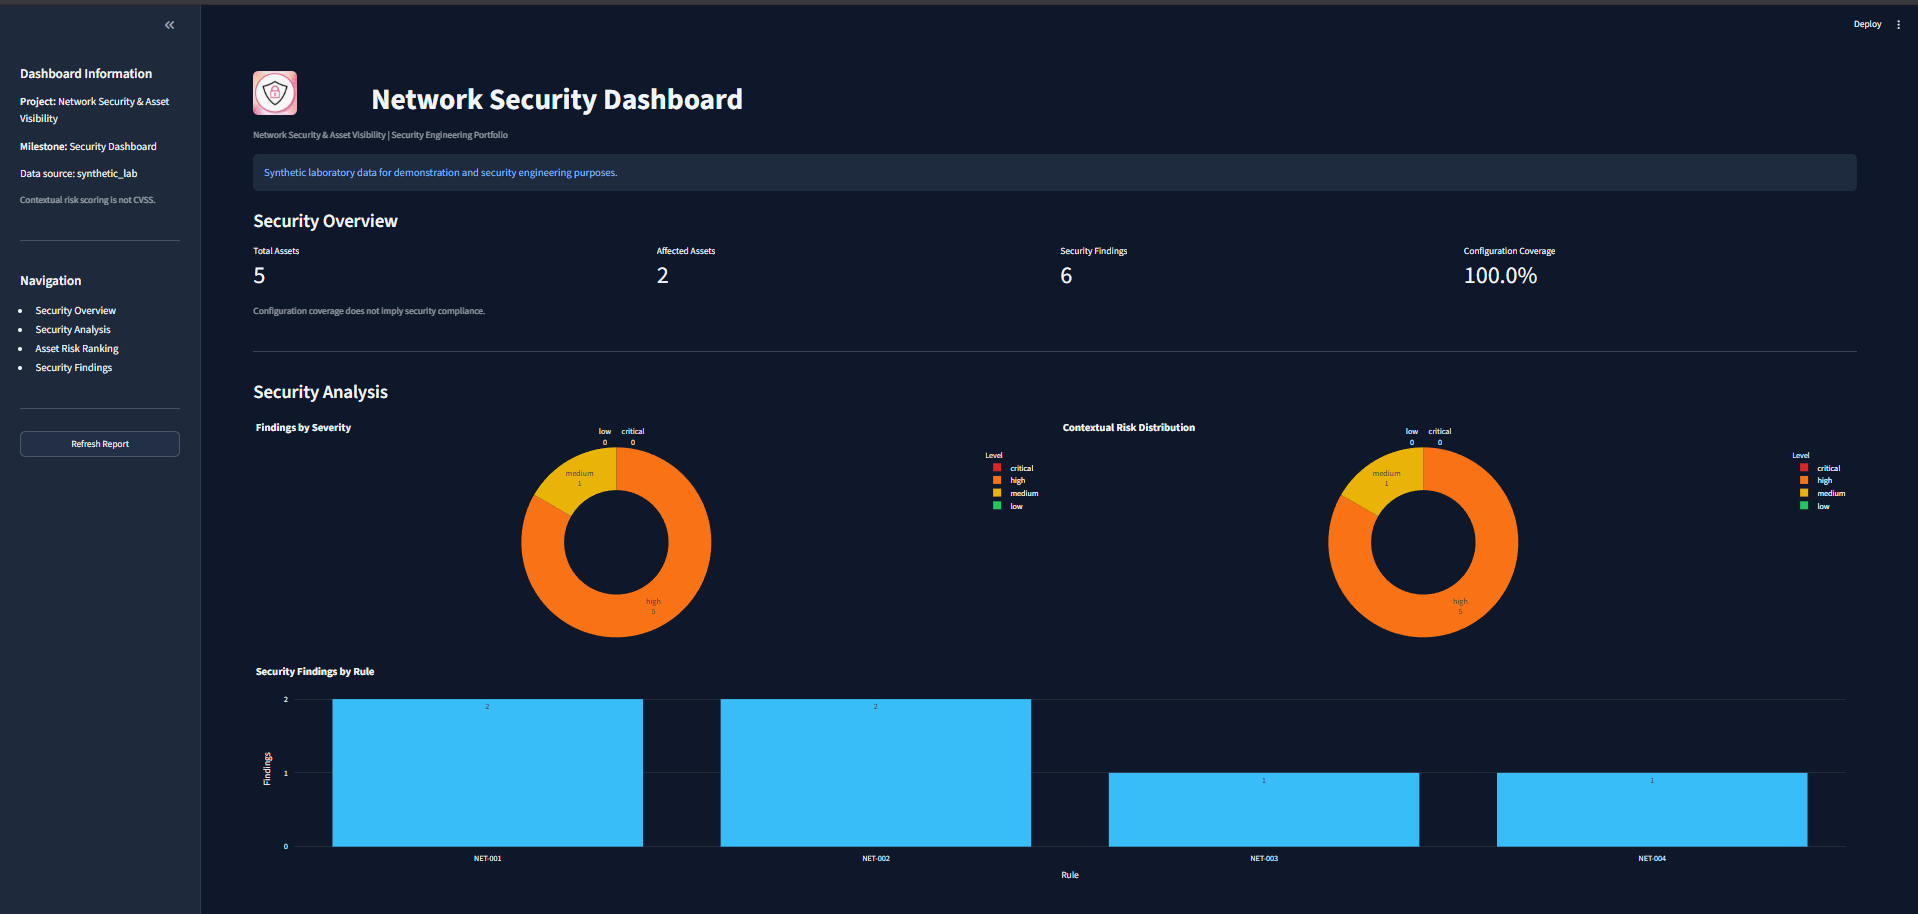 Deploy
Dashboard Information
Project: Network Security & Asset
Visibility
Milestone: Security Dashboard
Data source: synthetic_lab
Contextual risk scoring is not CVSS.
Navigation
Security Overview
Security Analysis
Asset Risk Ranking
Security Findings
Refresh Report
Network Security Dashboard
Network Security & Asset Visibility | Security Engineering Portfolio
Synthetic laboratory data for demonstration and security engineering purposes.
Security Overview
Total Assets
5
Affected Assets
2
Security Findings
6
Configuration Coverage
100.0%
Configuration coverage does not imply security compliance.
Security Analysis
Findings by Severity
low
0
critical
0
medium
1
high
5
Level
critical
high
medium
low
Contextual Risk Distribution
low
0
critical
0
medium
1
high
5
Level
critical
high
medium
low
Security Findings by Rule
Findings
2
1
0
2
2
1
1
NET-001
NET-002
NET-003
NET-004
Rule